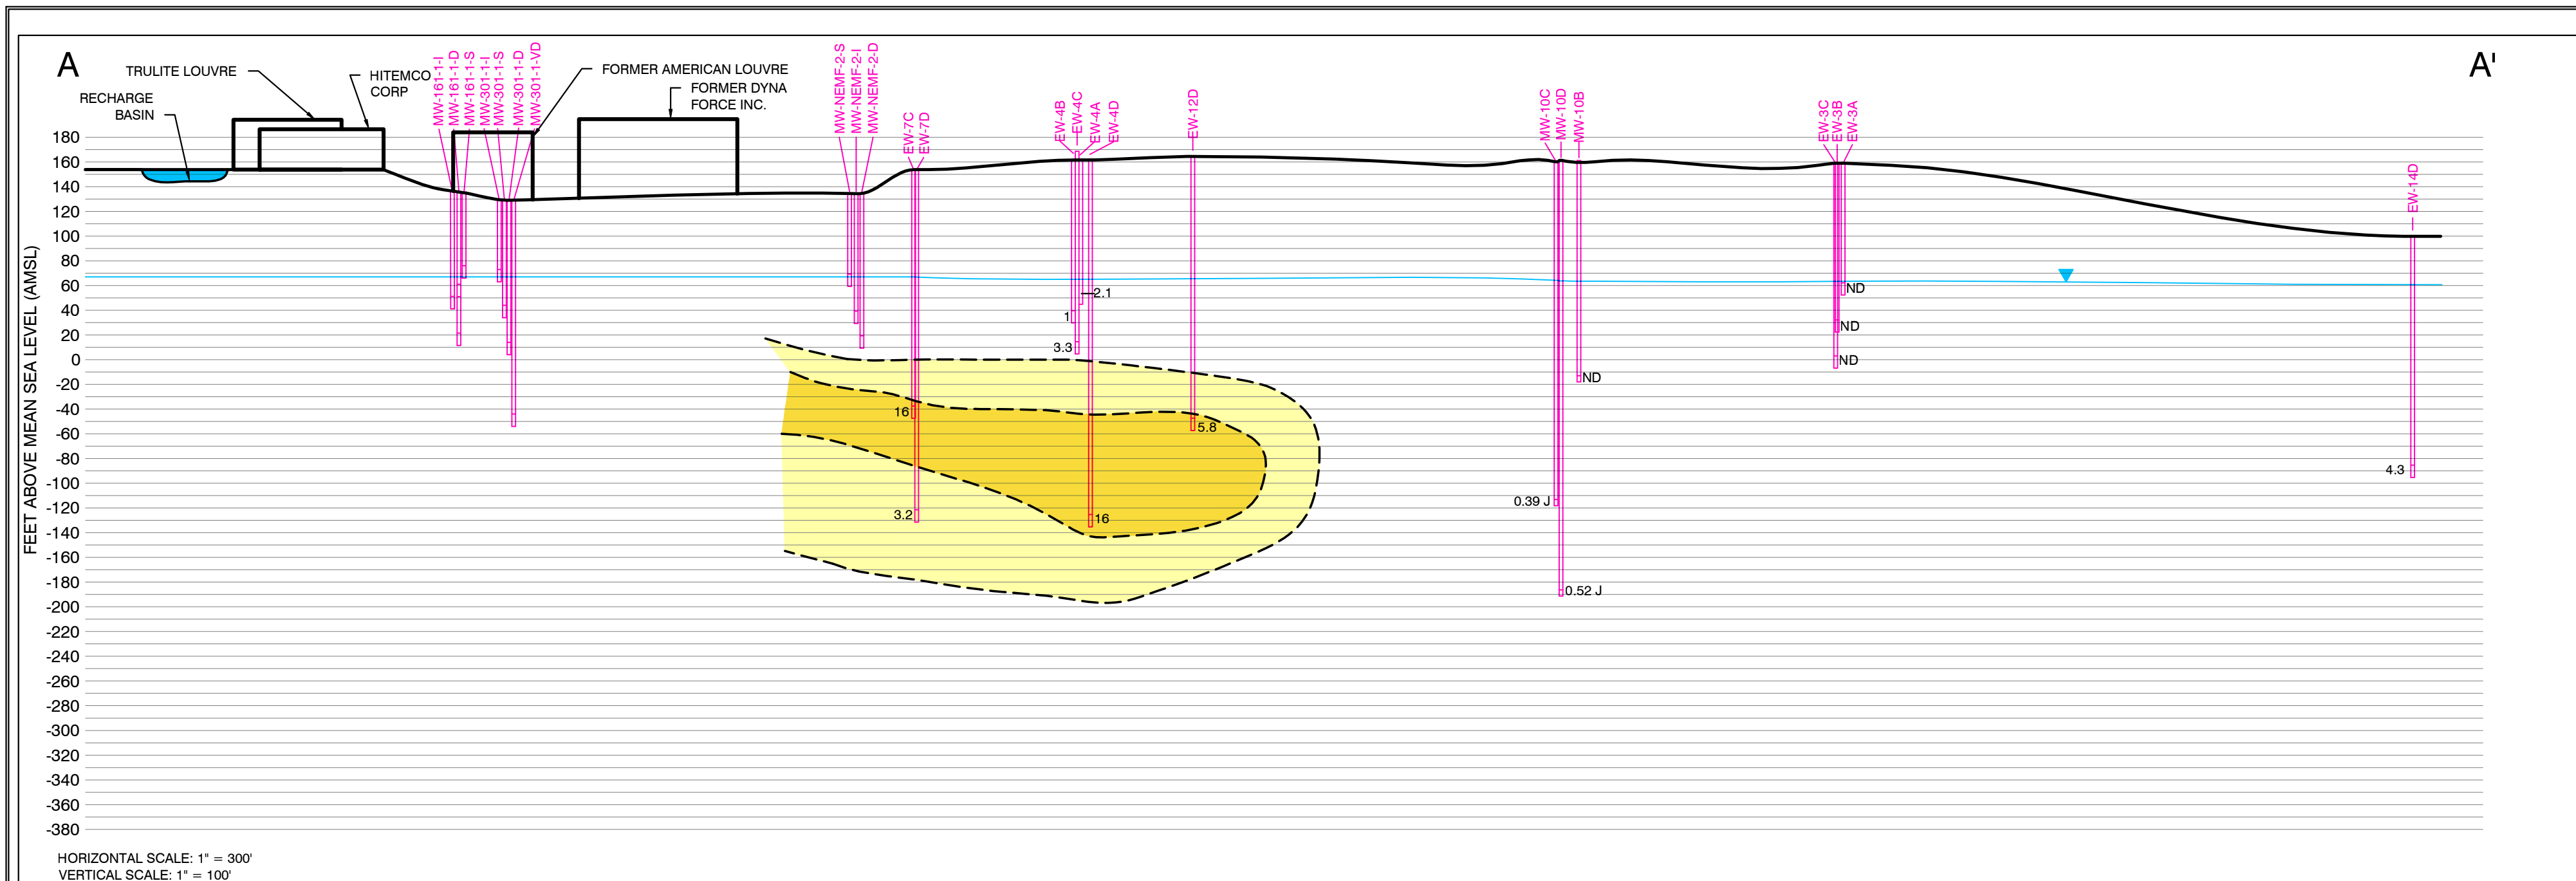 A
A'
TRULITE LOUVRE
HITEMCO
CORP
RECHARGE
BASIN
MW-161-1-I
MW-161-1-D
MW-161-1-S
MW-301-1-I
MW-301-1-S
MW-301-1-D
MW-301-1-VD
FORMER AMERICAN LOUVRE
FORMER DYNA
FORCE INC.
MW-NEMF-2-S
MW-NEMF-2-I
MW-NEMF-2-D
EW-7C
EW-7D
EW-4B
EW-4C
EW-4A
EW-4D
EW-12D
MW-10C
MW-10D
MW-10B
EW-3C
EW-3B
EW-3A
EW-14D
FEET ABOVE MEAN SEA LEVEL (AMSL)
180
160
140
120
100
80
60
40
20
0
-20
-40
-60
-80
-100
-120
-140
-160
-180
-200
-220
-240
-260
-280
-300
-320
-340
-360
-380
2.1
1
3.3
16
3.2
16
5.8
ND
0.39 J
0.52 J
ND
ND
ND
4.3
HORIZONTAL SCALE: 1" = 300'
VERTICAL SCALE: 1" = 100'